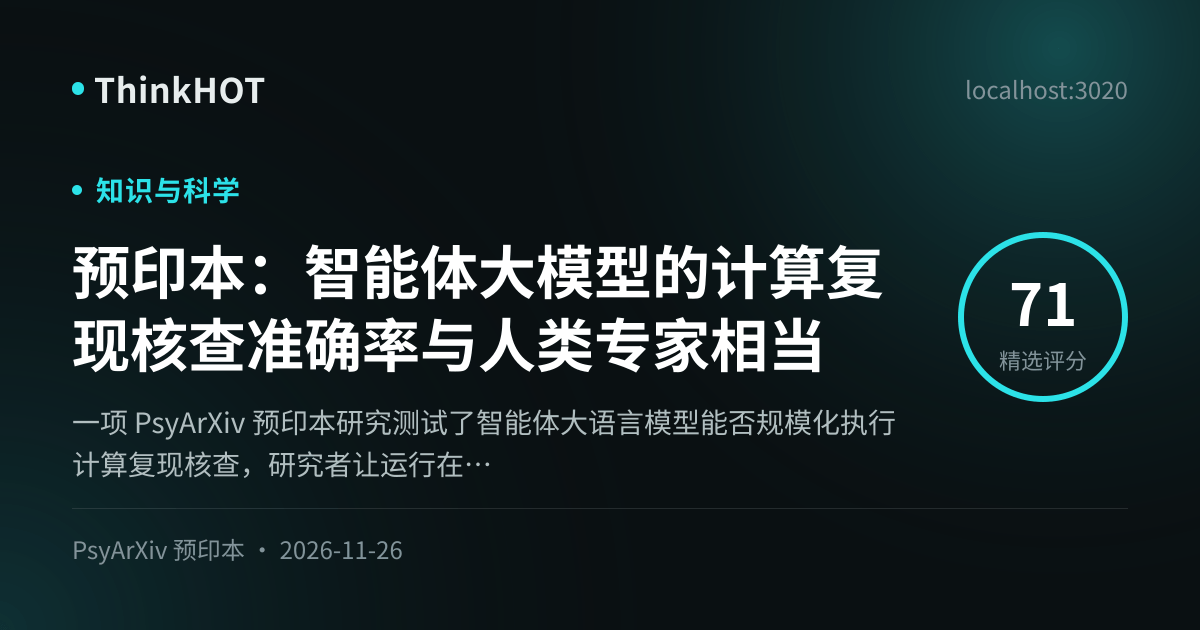 ThinkHOT
localhost:3020
知识与科学
预印本：智能体大模型的计算复
现核查准确率与人类专家相当
71
精选评分
一项 PsyArXiv 预印本研究测试了智能体大语言模型能否规模化执行
计算复现核查，研究者让运行在…
PsyArXiv 预印本 · 2026-11-26